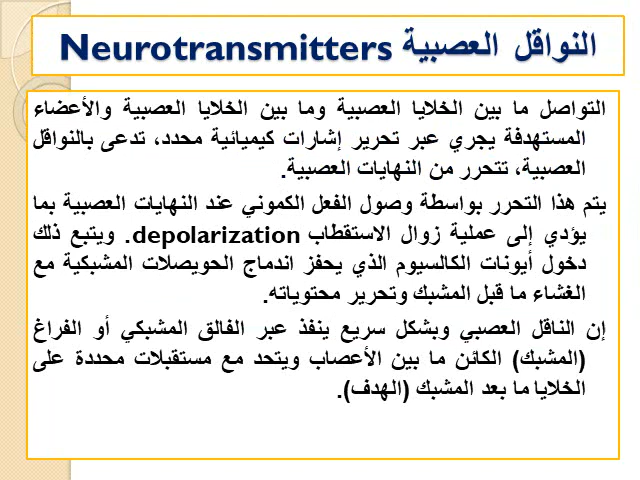 النواقل العصبية Neurotransmitters
التواصل ما بين الخلايا العصبية وما بين الخلايا العصبية والأعضاء
المستهدفة يجري عبر تحرير إشارات كيميائية محدد، تدعى بالنواقل
العصبية، تتحرر من النهايات العصبية.
يتم هذا التحرر بواسطة وصول الفعل الكموني عند النهايات العصبية بما
يؤدي إلى عملية زوال الاستقطاب depolarization. ويتبع ذلك
دخول أيونات الكالسيوم الذي يحفز اندماج الحويصلات المشبكية مع
الغشاء ما قبل المشبك وتحرير محتوياته.
إن الناقل العصبي وبشكل سريع ينفذ عبر الفالق المشبكي أو الفراغ
(المشبك) الكائن ما بين الأعصاب ويتحد مع مستقبلات محددة على
الخلايا ما بعد المشبك (الهدف).